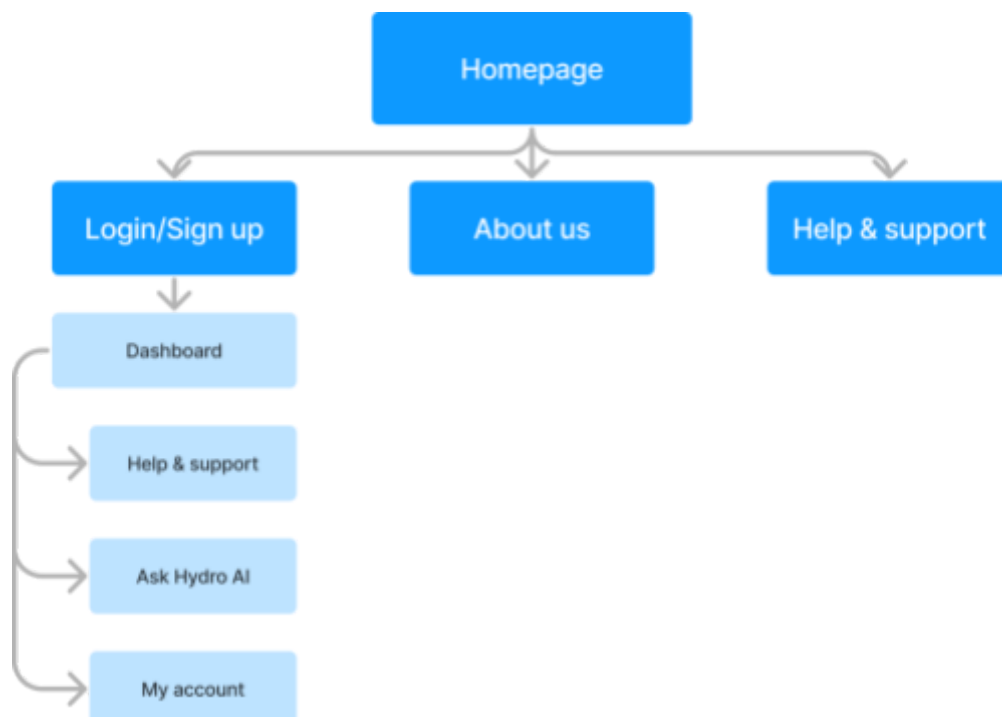 Homepage
Login/Sign up
About us
Help & support
Dashboard
Help & support
Ask Hydro AI
My account